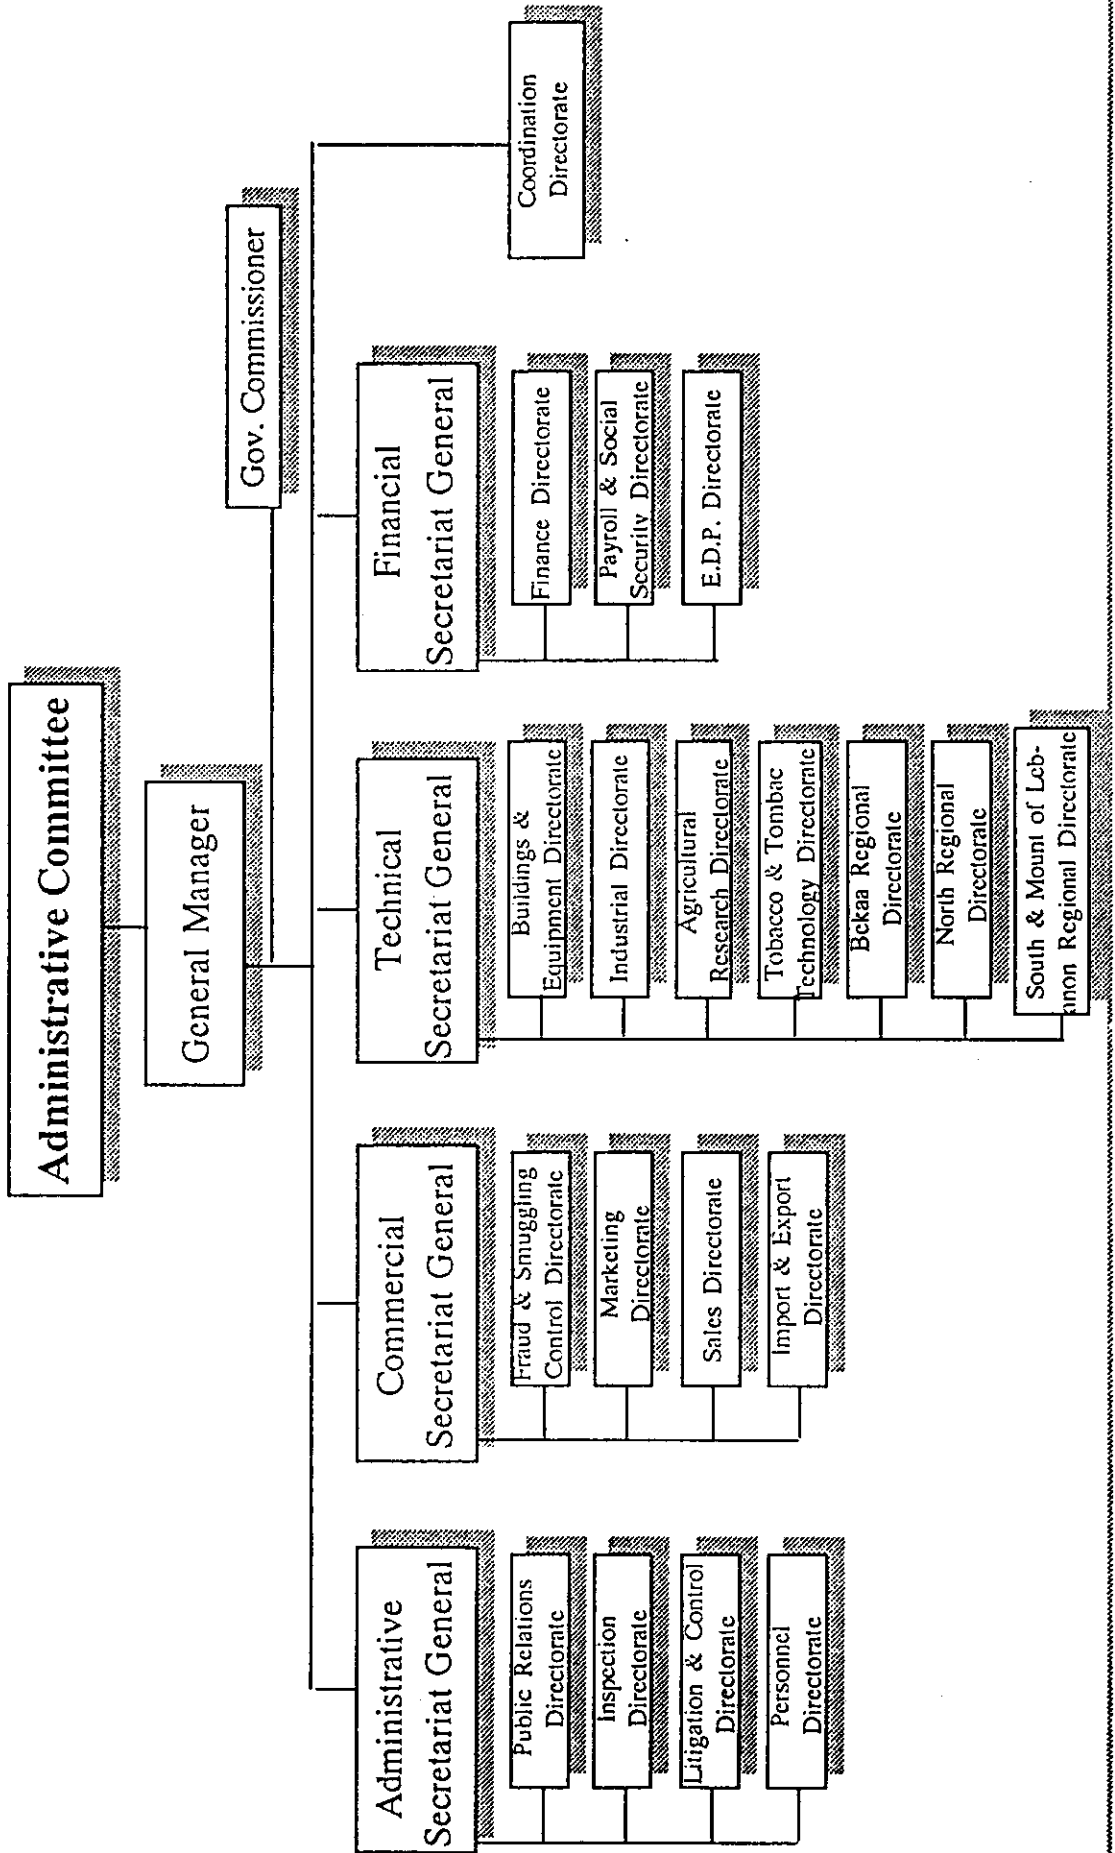 Administrative Committee
General Manager
Gov. Commissioner
Administrative
Secretariat General
Public Relations
Directorate
Inspection
Directorate
Litigation & Control
Directorate
Personnel
Directorate
Commercial
Secretariat General
Fraud & Smuggling
Control Directorate
Marketing
Directorate
Sales Directorate
Import & Export
Directorate
Technical
Secretariat General
Buildings &
Equipment Directorate
Industrial Directorate
Agricultural
Research Directorate
Tobacco & Tombac
Technology Directorate
Bekaa Regional
Directorate
North Regional
Directorate
South & Mount of Leb-
anon Regional Directorate
Financial
Secretariat General
Finance Directorate
Payroll & Social
Security Directorate
E.D.P. Directorate
Coordination
Directorate